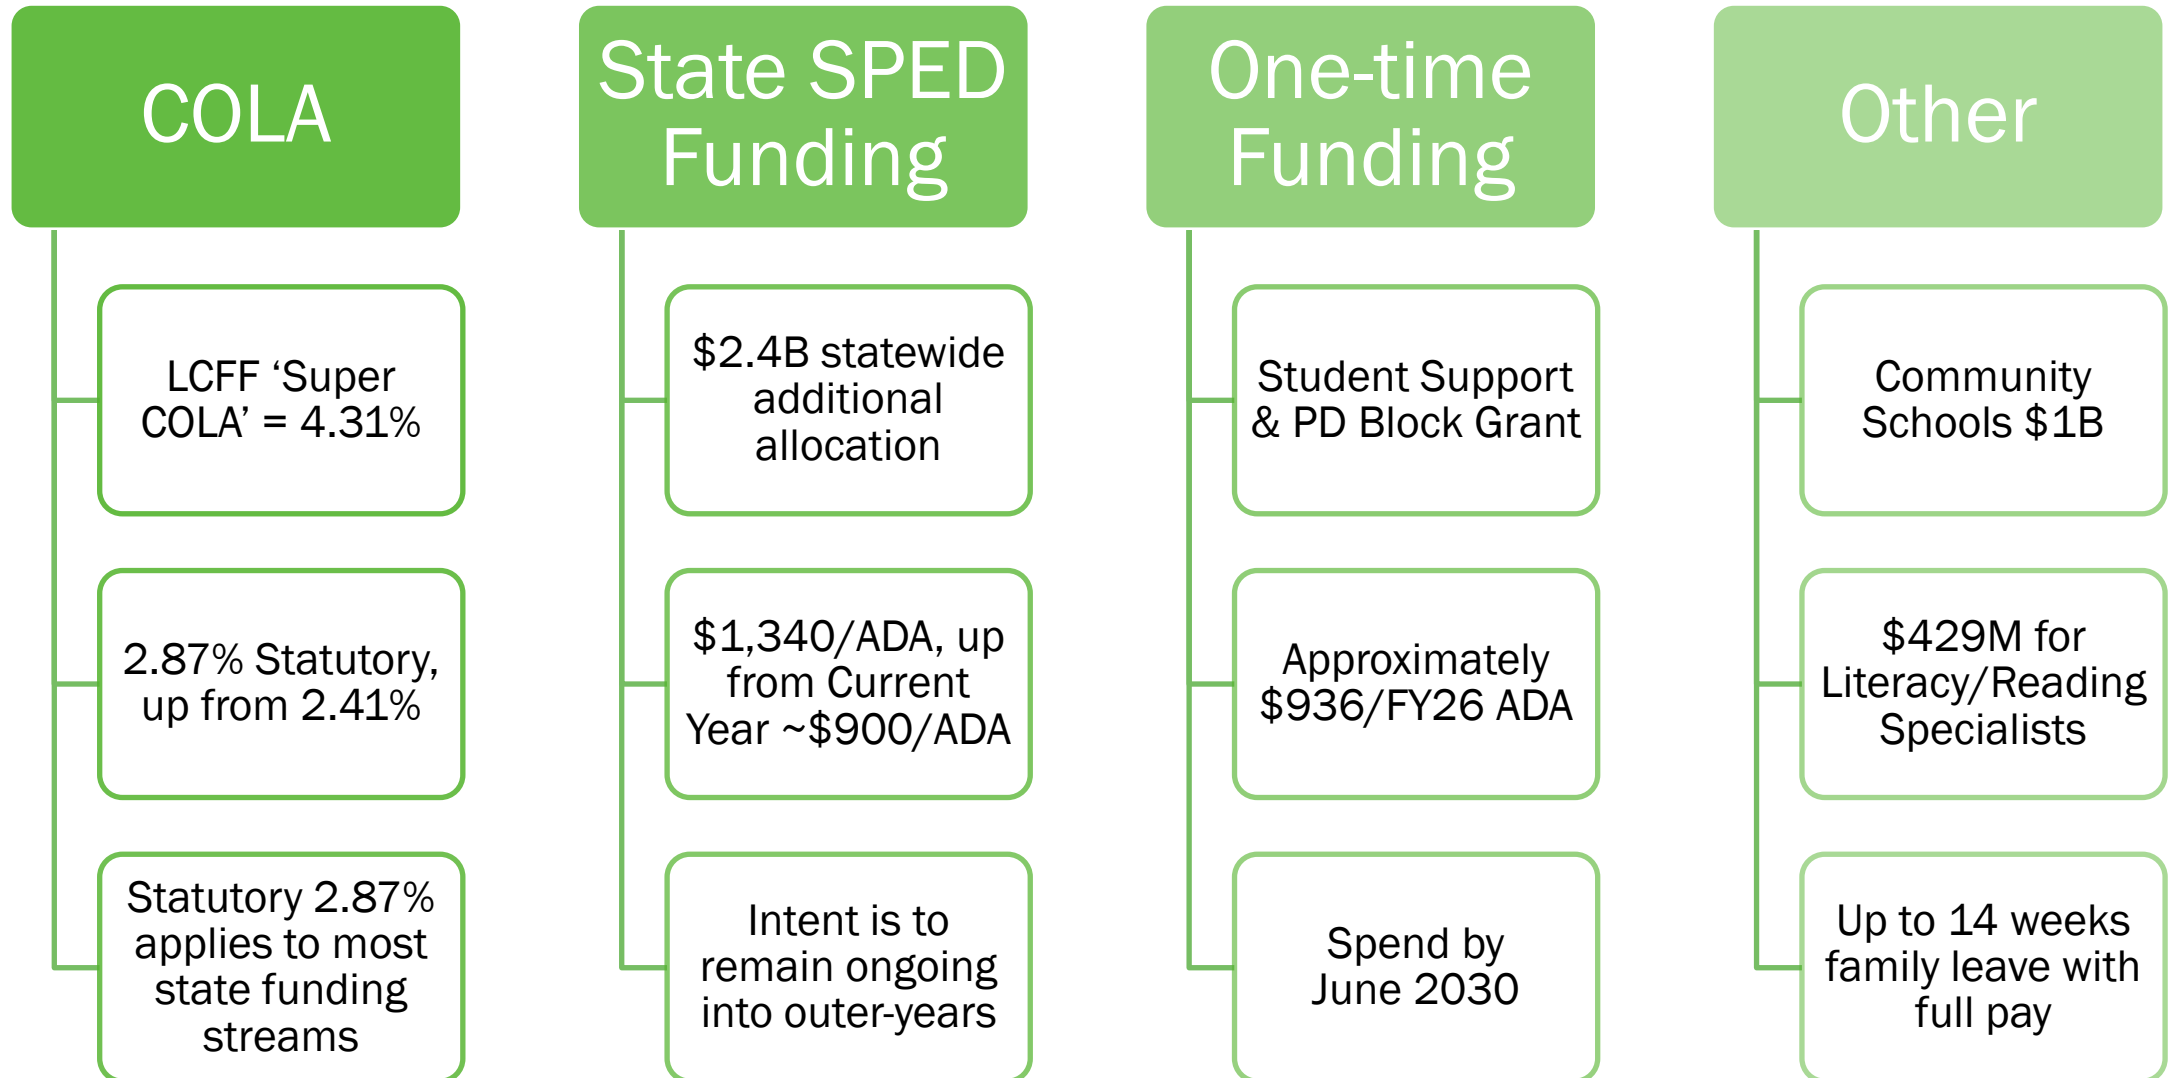 COLA
LCFF ‘Super
COLA’ = 4.31%
2.87% Statutory,
up from 2.41%
Statutory 2.87%
applies to most
state funding
streams
State SPED
Funding
$2.4B statewide
additional
allocation
$1,340/ADA, up
from Current
Year ~$900/ADA
Intent is to
remain ongoing
into outer-years
One-time
Funding
Student Support
& PD Block Grant
Approximately
$936/FY26 ADA
Spend by
June 2030
Other
Community
Schools $1B
$429M for
Literacy/Reading
Specialists
Up to 14 weeks
family leave with
full pay